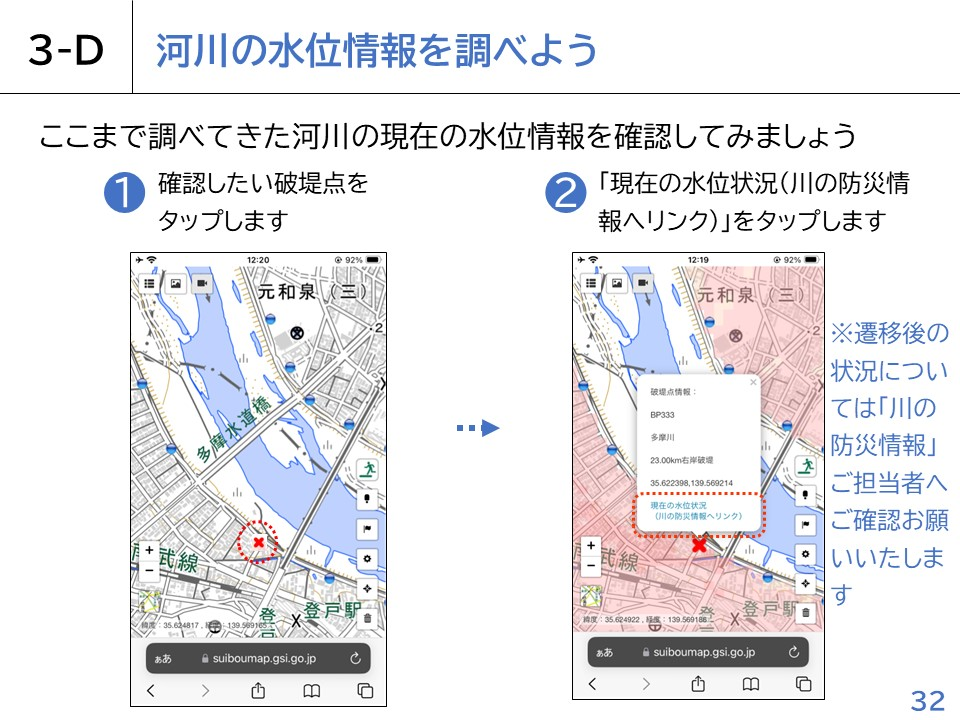 3-D
河川の水位情報を調べよう
ここまで調べてきた河川の現在の水位情報を確認してみましょう
1 確認したい破堤点を
タップします
2 「現在の水位状況(川の防災情
報へリンク)」をタップします
12:20
92%
元和泉(三)
多摩水道橋
武線
登戸駅
登
緯度:35.624817 , 経度:139.569165
ぁあ suiboumap.gsi.go.jp
12:19
92%
元和泉(三)
破堤点情報:
BP333
多摩川
23.00km右岸破堤
35.622398,139.569214
現在の水位状況
(川の防災情報へリンク)
武線
登戸駅
登
緯度:35.624922 , 経度:139.569186
ぁあ suiboumap.gsi.go.jp
※遷移後の
状況につい
ては「川の
防災情報」
ご担当者へ
ご確認お願
いいたしま
す
32